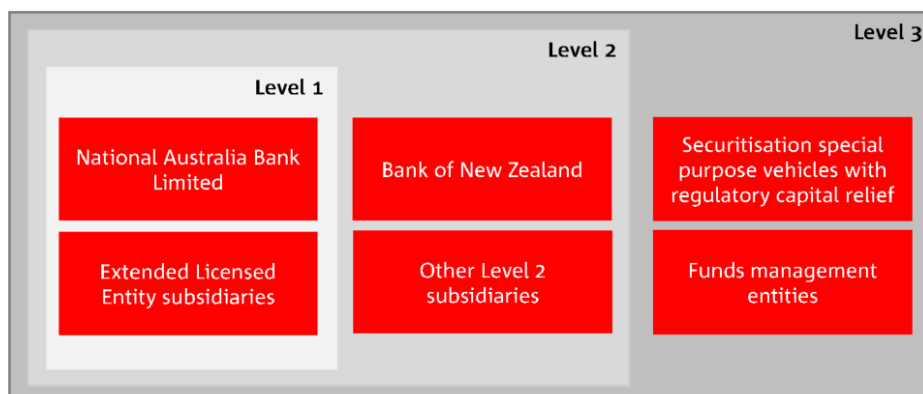 Level 3
Level 2
Level 1
National Australia Bank
Limited
Bank of New Zealand
Securitisation special
purpose vehicles with
regulatory capital relief
Extended Licensed
Entity subsidiaries
Other Level 2
subsidiaries
Funds management
entities